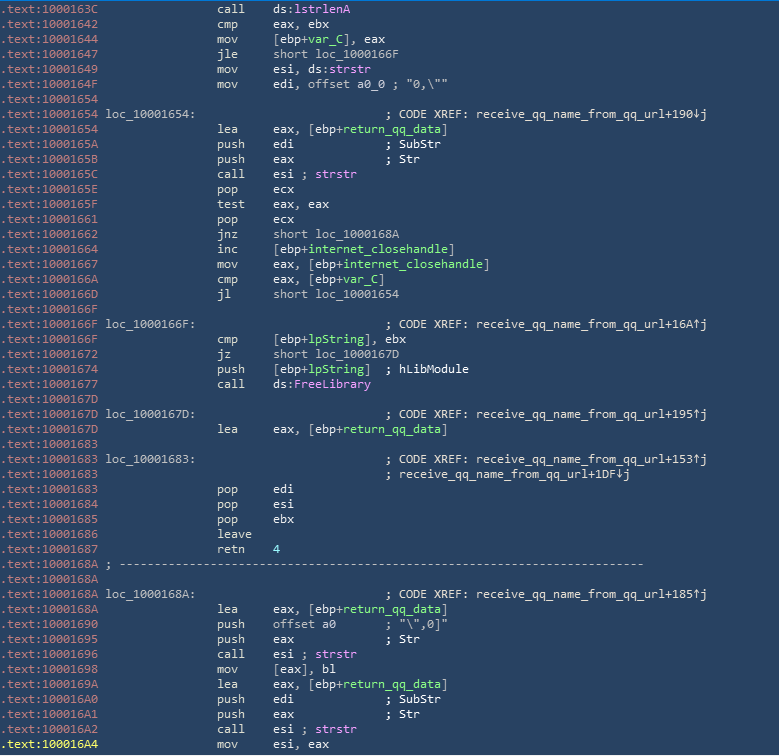 .text:1000163C call ds:lstrlenA
.text:10001642 cmp eax, ebx
.text:10001644 mov [ebp+var_C], eax
.text:10001647 jle short loc_1000166F
.text:10001649 mov esi, ds:strstr
.text:1000164F mov edi, offset a0_0 ; "0,\""
.text:10001654
.text:10001654 loc_10001654: ; CODE XREF: receive_qq_name_from_qq_url+190↓j
.text:10001654 lea eax, [ebp+return_qq_data]
.text:1000165A push edi ; SubStr
.text:1000165B push eax ; Str
.text:1000165C call esi ; strstr
.text:1000165E pop ecx
.text:1000165F test eax, eax
.text:10001661 pop ecx
.text:10001662 jnz short loc_1000168A
.text:10001664 inc [ebp+internet_closehandle]
.text:10001667 mov eax, [ebp+internet_closehandle]
.text:1000166A cmp eax, [ebp+var_C]
.text:1000166D jl short loc_10001654
.text:1000166F
.text:1000166F loc_1000166F: ; CODE XREF: receive_qq_name_from_qq_url+16A↑j
.text:1000166F cmp [ebp+lpString], ebx
.text:10001672 jz short loc_1000167D
.text:10001674 push [ebp+lpString] ; hLibModule
.text:10001677 call ds:FreeLibrary
.text:1000167D
.text:1000167D loc_1000167D: ; CODE XREF: receive_qq_name_from_qq_url+195↑j
.text:1000167D lea eax, [ebp+return_qq_data]
.text:10001683
.text:10001683 loc_10001683: ; CODE XREF: receive_qq_name_from_qq_url+153↑j
.text:10001683 ; receive_qq_name_from_qq_url+1DF↓j
.text:10001683 pop edi
.text:10001684 pop esi
.text:10001685 pop ebx
.text:10001686 leave
.text:10001687 retn 4
.text:1000168A ; ---------------------------------------------------------------------------
.text:1000168A
.text:1000168A loc_1000168A: ; CODE XREF: receive_qq_name_from_qq_url+185↑j
.text:1000168A lea eax, [ebp+return_qq_data]
.text:10001690 push offset a0 ; "\",0]"
.text:10001695 push eax ; Str
.text:10001696 call esi ; strstr
.text:10001698 mov [eax], bl
.text:1000169A lea eax, [ebp+return_qq_data]
.text:100016A0 push edi ; SubStr
.text:100016A1 push eax ; Str
.text:100016A2 call esi ; strstr
.text:100016A4 mov esi, eax